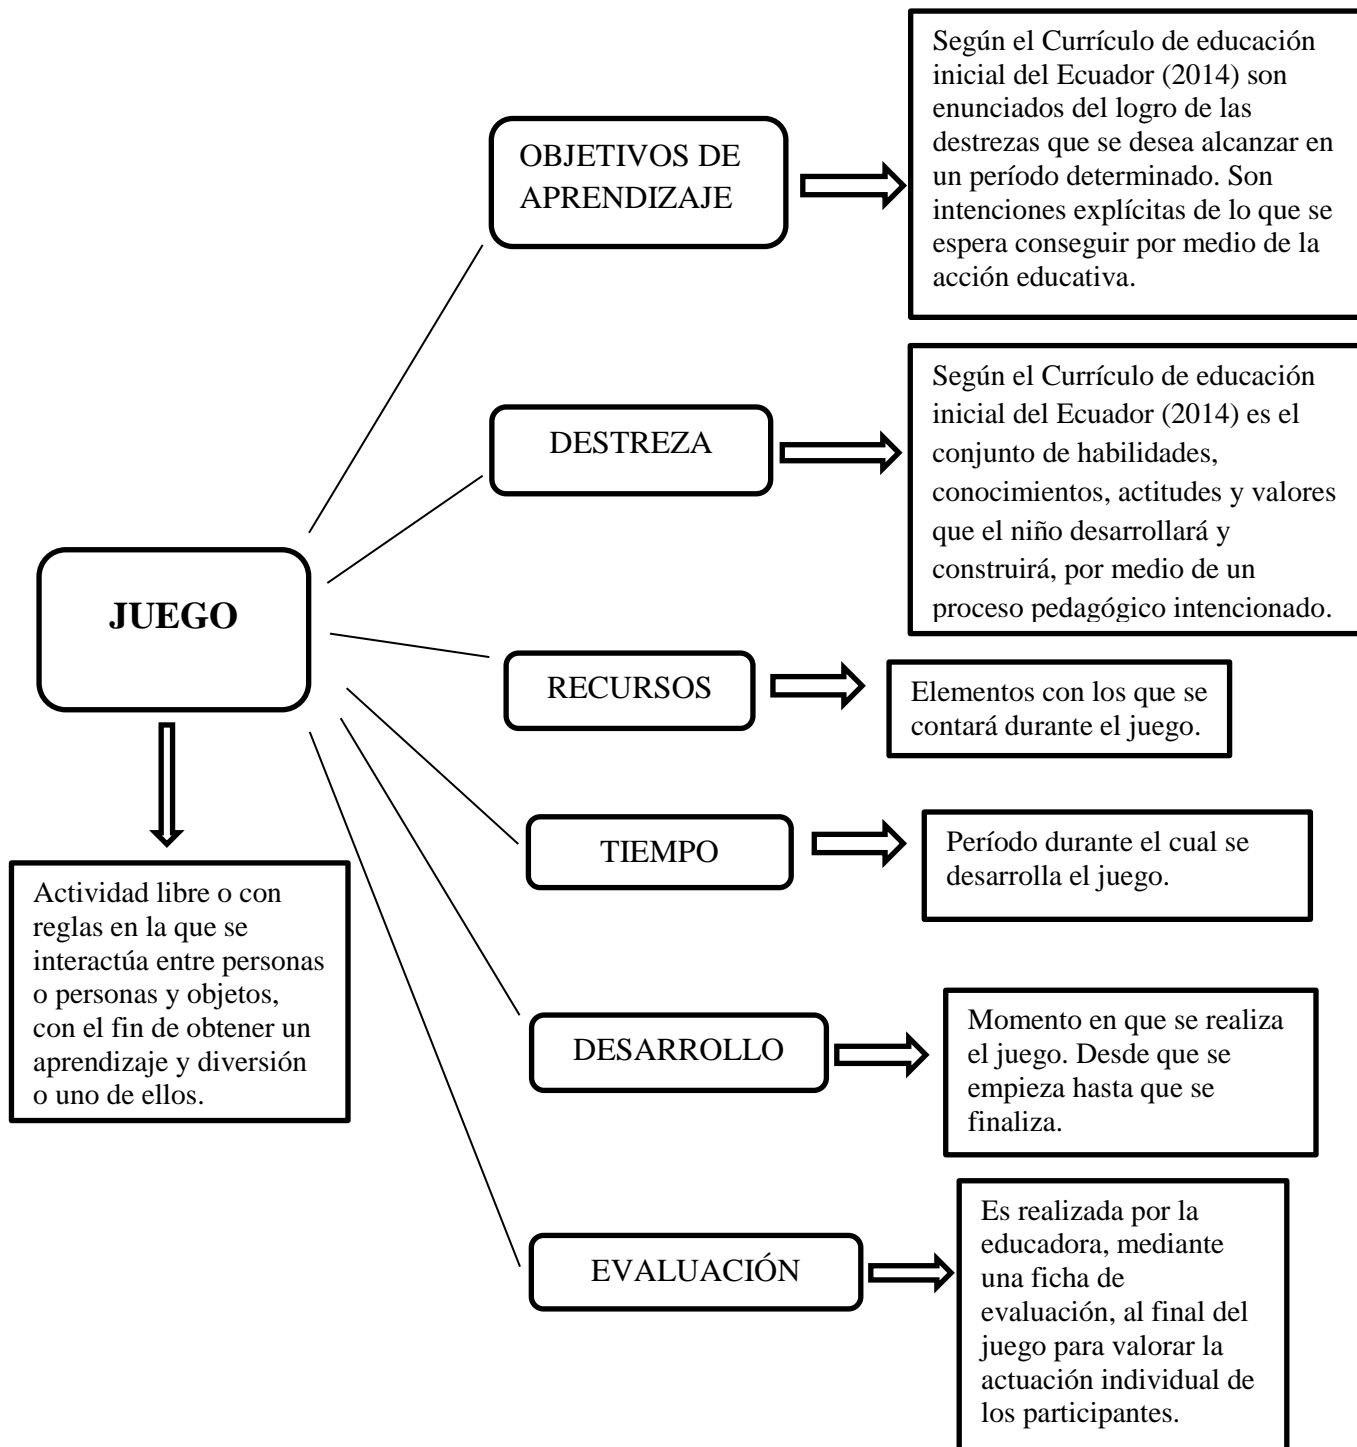 Según el Currículo de educación
inicial del Ecuador (2014) son
enunciados del logro de las
destrezas que se desea alcanzar en
un período determinado. Son
intenciones explícitas de lo que se
espera conseguir por medio de la
acción educativa.
OBJETIVOS DE
APRENDIZAJE
Según el Currículo de educación
inicial del Ecuador (2014) es el
conjunto de habilidades,
conocimientos, actitudes y valores
que el niño desarrollará y
construirá, por medio de un
proceso pedagógico intencionado.
DESTREZA
JUEGO
RECURSOS
Elementos con los que se
contará durante el juego.
TIEMPO
Período durante el cual se
desarrolla el juego.
Actividad libre o con
reglas en la que se
interactúa entre personas
o personas y objetos,
con el fin de obtener un
aprendizaje y diversión
o uno de ellos.
DESARROLLO
Momento en que se realiza
el juego. Desde que se
empieza hasta que se
finaliza.
EVALUACIÓN
Es realizada por la
educadora, mediante
una ficha de
evaluación, al final del
juego para valorar la
actuación individual de
los participantes.